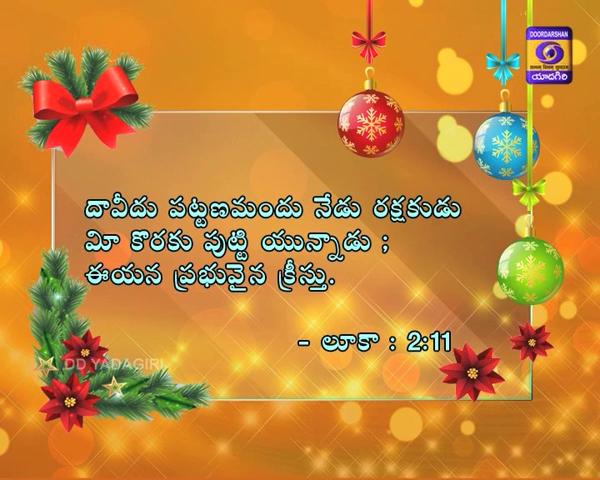 DOORDARSHAN
యాదగిరి
దావీదు పట్టణమందు నేడు రక్షకుడు
మీ కొరకు పుట్టి యున్నాడు ;
ఈయన ప్రభువైన క్రీస్తు.
- లూకా : 2:11
DD YADAGIRI